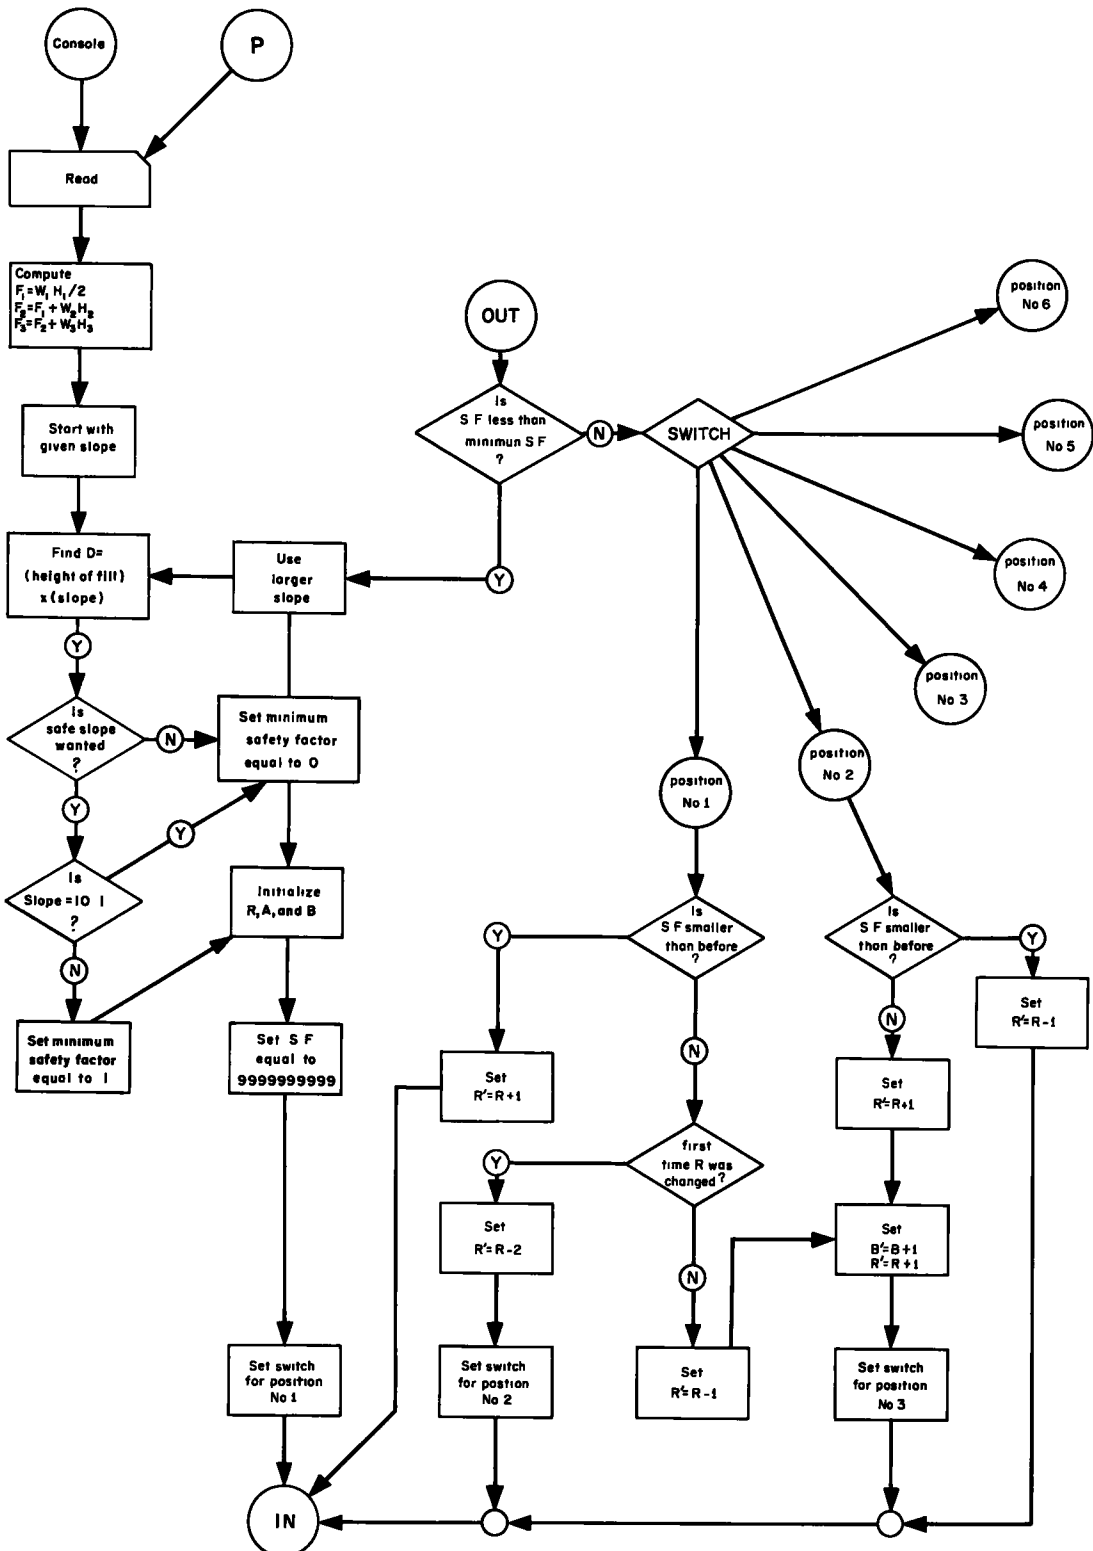 Console
P
Read
Compute
F₁=W₁ H₁/2
F₂=F₁+W₂H₂
F₃=F₂+W₃H₃
Start with
given slope
Find D=
(height of fill)
x (slope)
Y
Is
safe slope
wanted
?
N
Y
Is
Slope=10 1
?
Y
N
Set minimum
safety factor
equal to 1
Use
larger
slope
Set minimum
safety factor
equal to 0
Initialize
R, A, and B
Set S F
equal to
9999999999
Set switch
for position
No 1
IN
OUT
Is
S F less than
minimun S F
?
N
Y
SWITCH
position
No 6
position
No 5
position
No 4
position
No 3
position
No 2
position
No 1
Is
S F smaller
than before
?
Y
Set
R'=R+1
N
first
time R was
changed?
Y
Set
R'=R-2
Set switch
for postion
No 2
N
Set
R'=R-1
Is
S F smaller
than before
?
Y
Set
R'=R-1
N
Set
R'=R+1
Set
B'=B+1
R'=R+1
Set switch
for position
No 3